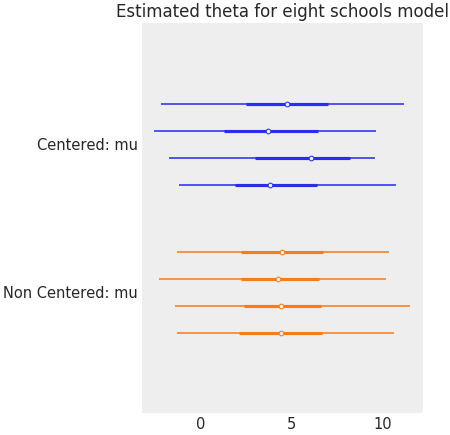 Estimated theta for eight schools model
Centered: mu
Non Centered: mu
0 5 10